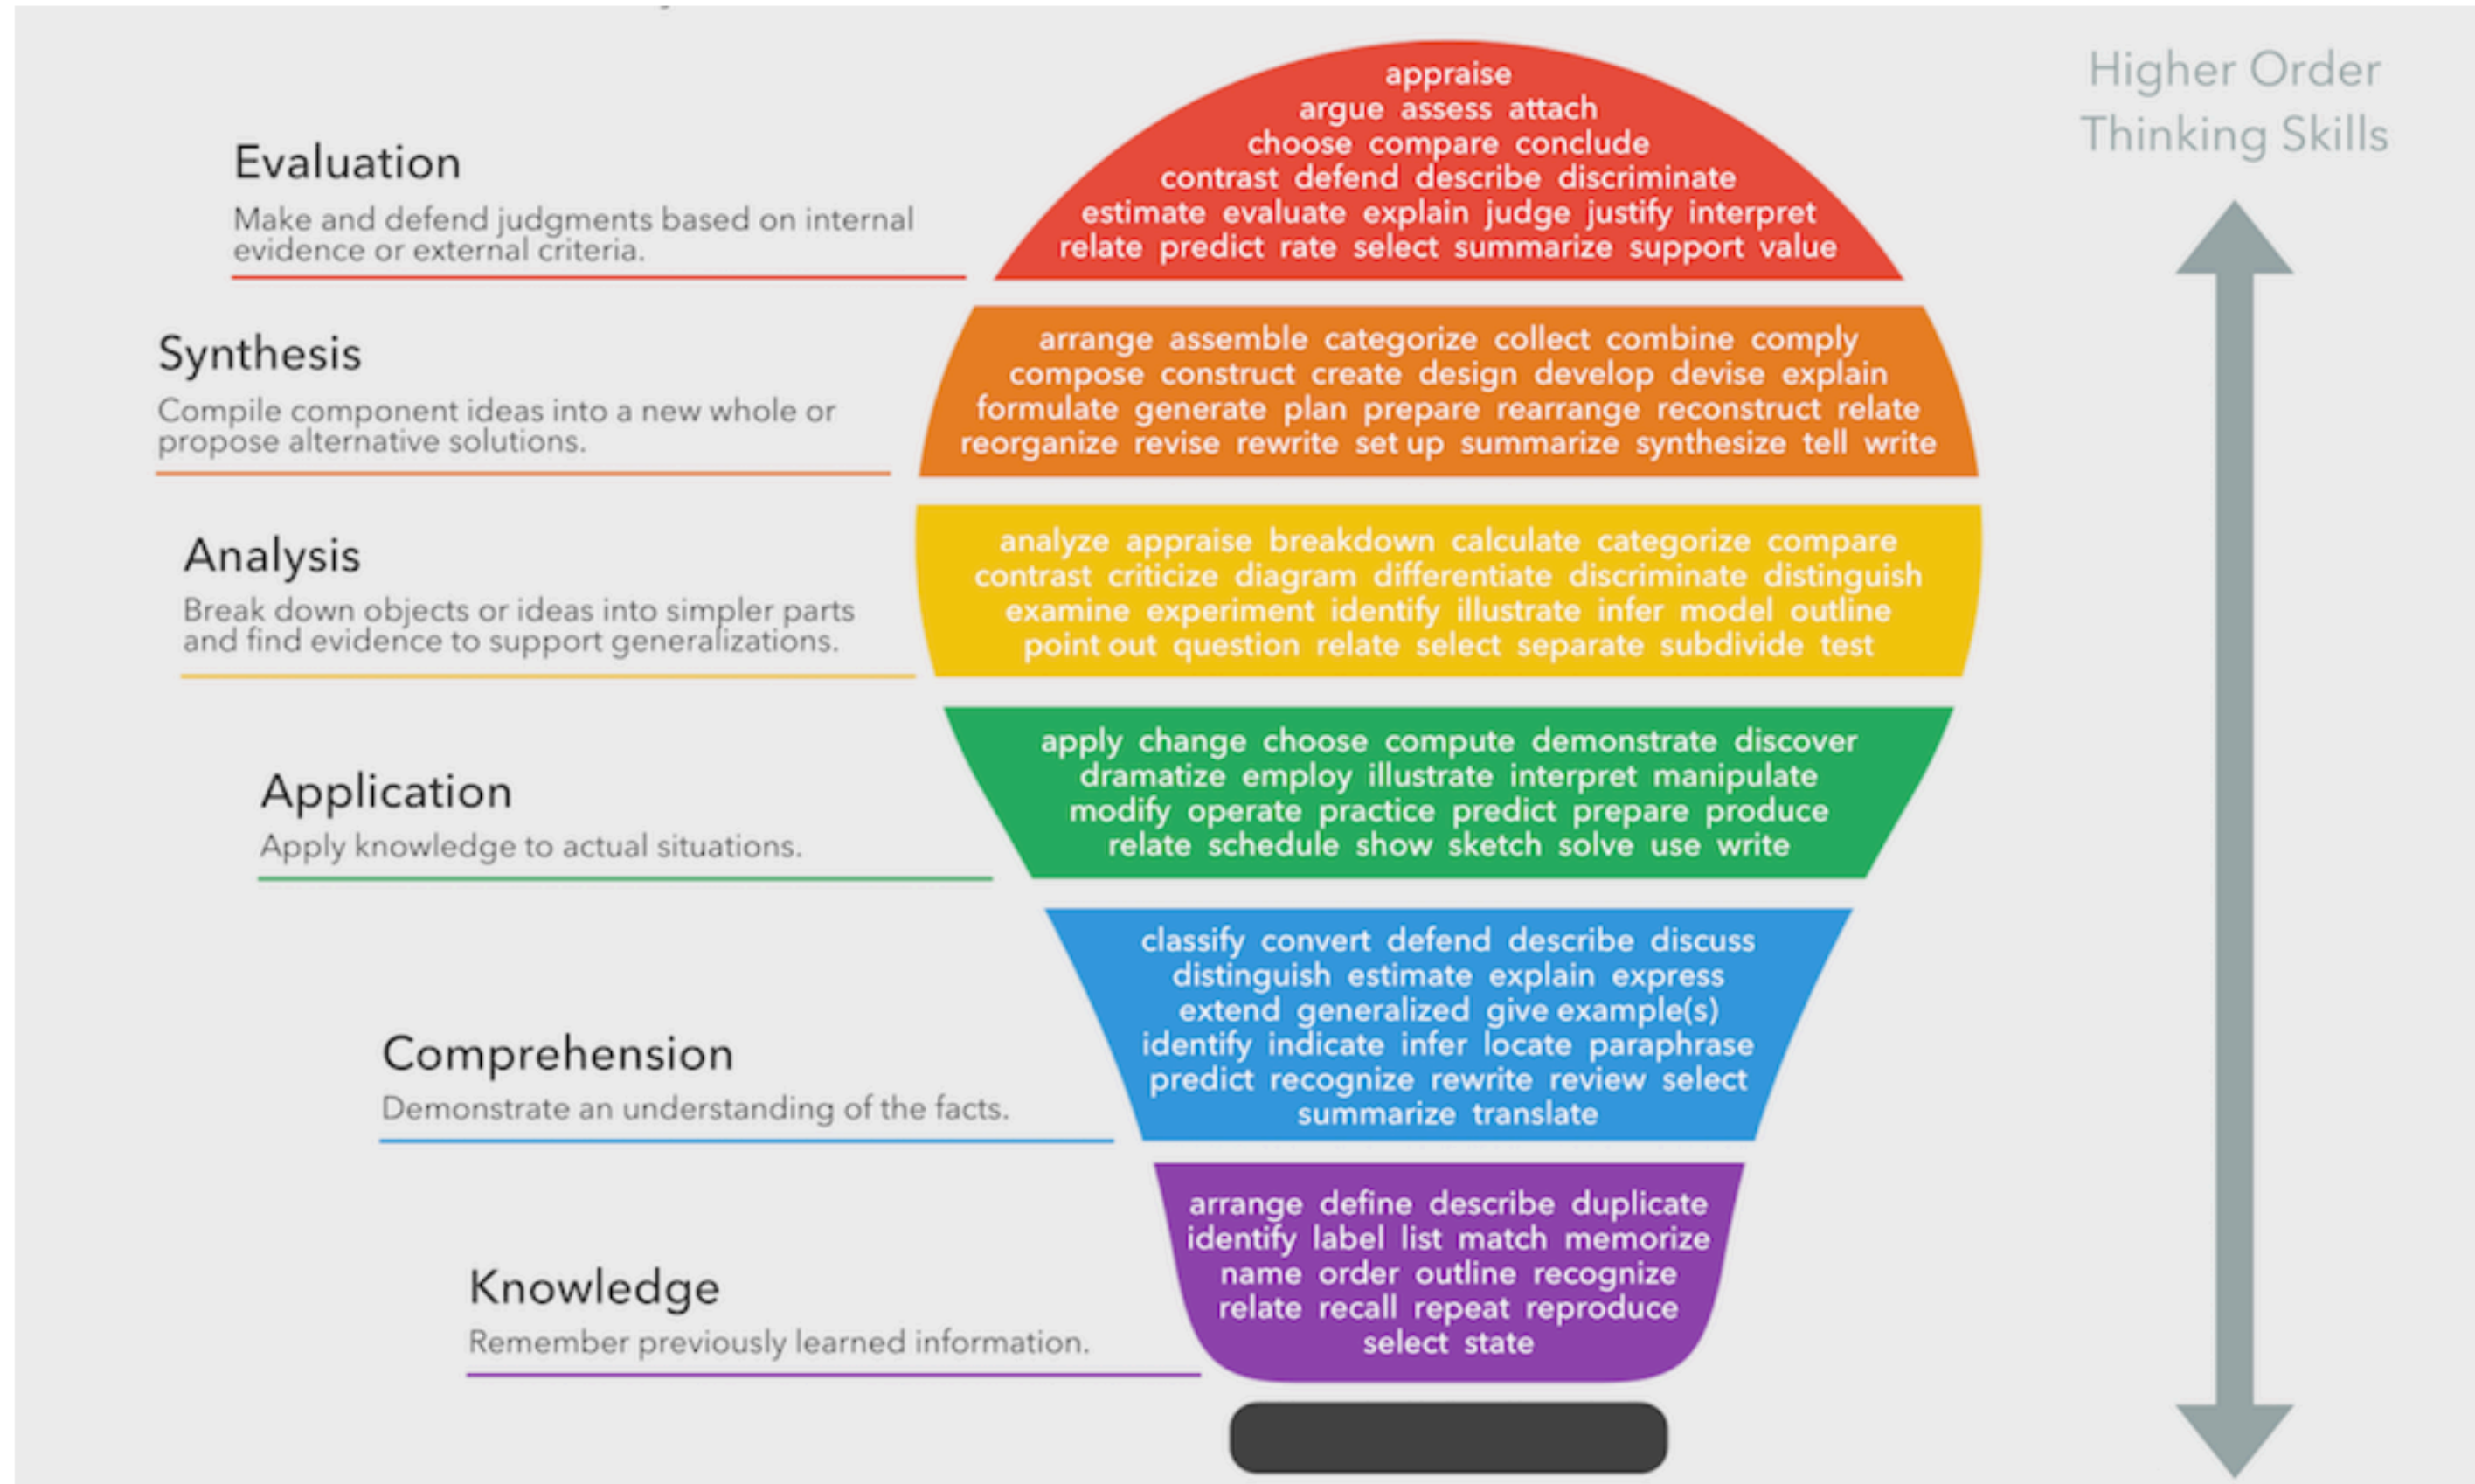 Evaluation
Make and defend judgments based on internal
evidence or external criteria.
appraise
argue assess attach
choose compare conclude
contrast defend describe discriminate
estimate evaluate explain judge justify interpret
relate predict rate select summarize support value
Synthesis
Compile component ideas into a new whole or
propose alternative solutions.
arrange assemble categorize collect combine comply
compose construct create design develop devise explain
formulate generate plan prepare rearrange reconstruct relate
reorganize revise rewrite set up summarize synthesize tell write
Analysis
Break down objects or ideas into simpler parts
and find evidence to support generalizations.
analyze appraise breakdown calculate categorize compare
contrast criticize diagram differentiate discriminate distinguish
examine experiment identify illustrate infer model outline
point out question relate select separate subdivide test
Application
Apply knowledge to actual situations.
apply change choose compute demonstrate discover
dramatize employ illustrate interpret manipulate
modify operate practice predict prepare produce
relate schedule show sketch solve use write
Comprehension
Demonstrate an understanding of the facts.
classify convert defend describe discuss
distinguish estimate explain express
extend generalized give example(s)
identify indicate infer locate paraphrase
predict recognize rewrite review select
summarize translate
Knowledge
Remember previously learned information.
arrange define describe duplicate
identify label list match memorize
name order outline recognize
relate recall repeat reproduce
select state
Higher Order
Thinking Skills